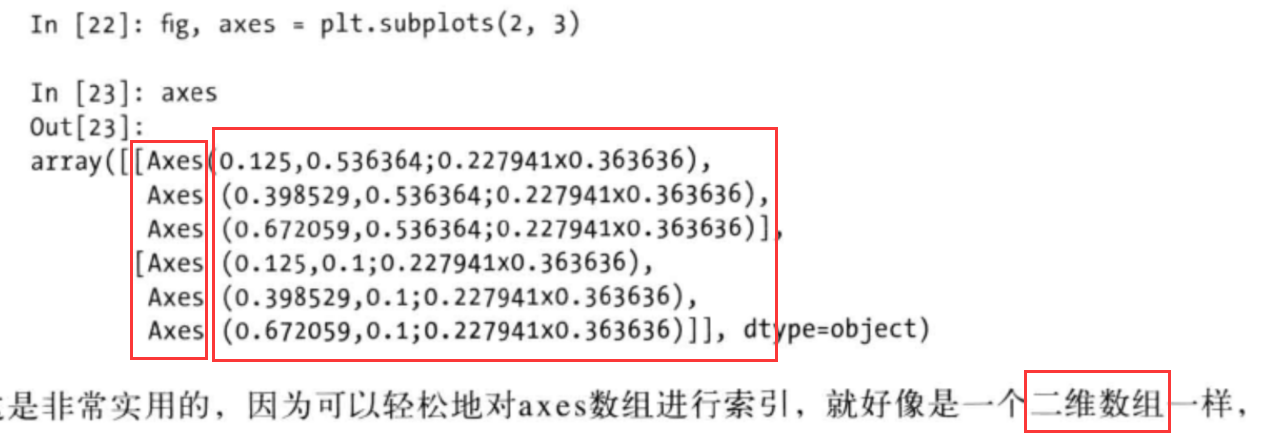 In [22]: fig, axes = plt.subplots(2, 3)
In [23]: axes
Out[23]:
array([[Axes(0.125,0.536364;0.227941x0.363636),
Axes (0.398529,0.536364;0.227941x0.363636),
Axes (0.672059,0.536364;0.227941x0.363636)],
[Axes (0.125,0.1;0.227941x0.363636),
Axes (0.398529,0.1;0.227941x0.363636),
Axes (0.672059,0.1;0.227941x0.363636)]], dtype=object)
是非常实用的，因为可以轻松地对axes数组进行索引，就好像是一个二维数组一样，